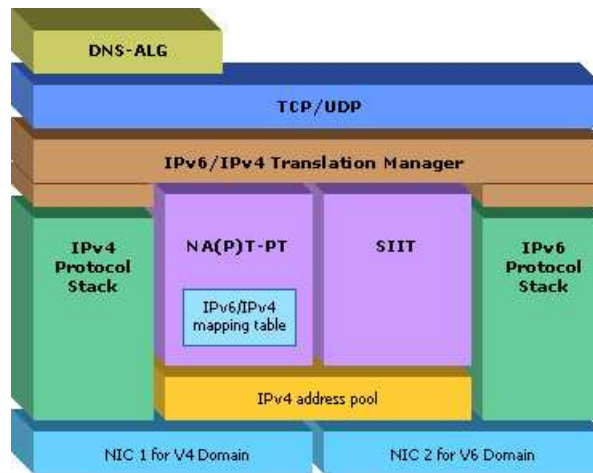 DNS-ALG
TCP/UDP
IPv6/IPv4 Translation Manager
IPv4
Protocol
Stack
NA(P)T-PT
IPv6/IPv4
mapping table
SIIT
IPv6
Protocol
Stack
IPv4 address pool
NIC 1 for V4 Domain
NIC 2 for V6 Domain